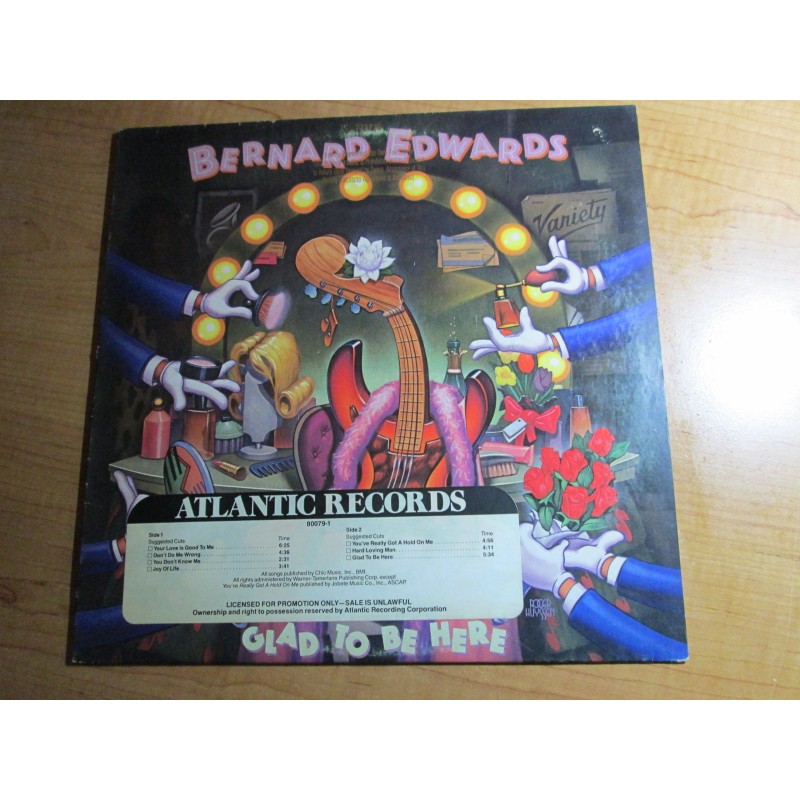 BERNARD EDWARDS
Variety
ATLANTIC RECORDS
80079-1
Side 1
Suggested Cuts Time
Your Love is Good To Me 6:25
Don't Do Me Wrong 4:36
You Don't Know Me 2:31
Joy Of Life 3:41
Side 2
Suggested Cuts Time
You've Really Got A Hold On Me 4:56
Hard Loving Man 4:11
Glad To Be Here 5:34
All songs published by Chic Music, Inc., BMI.
All rights administered by Warner-Tamerlane Publishing Corp. except
You've Really Got A Hold On Me published by Jobete Music Co., Inc., ASCAP.
LICENSED FOR PROMOTION ONLY—SALE IS UNLAWFUL
Ownership and right to possession reserved by Atlantic Recording Corporation
GLAD TO BE HERE
ROGER
HUYSSEN